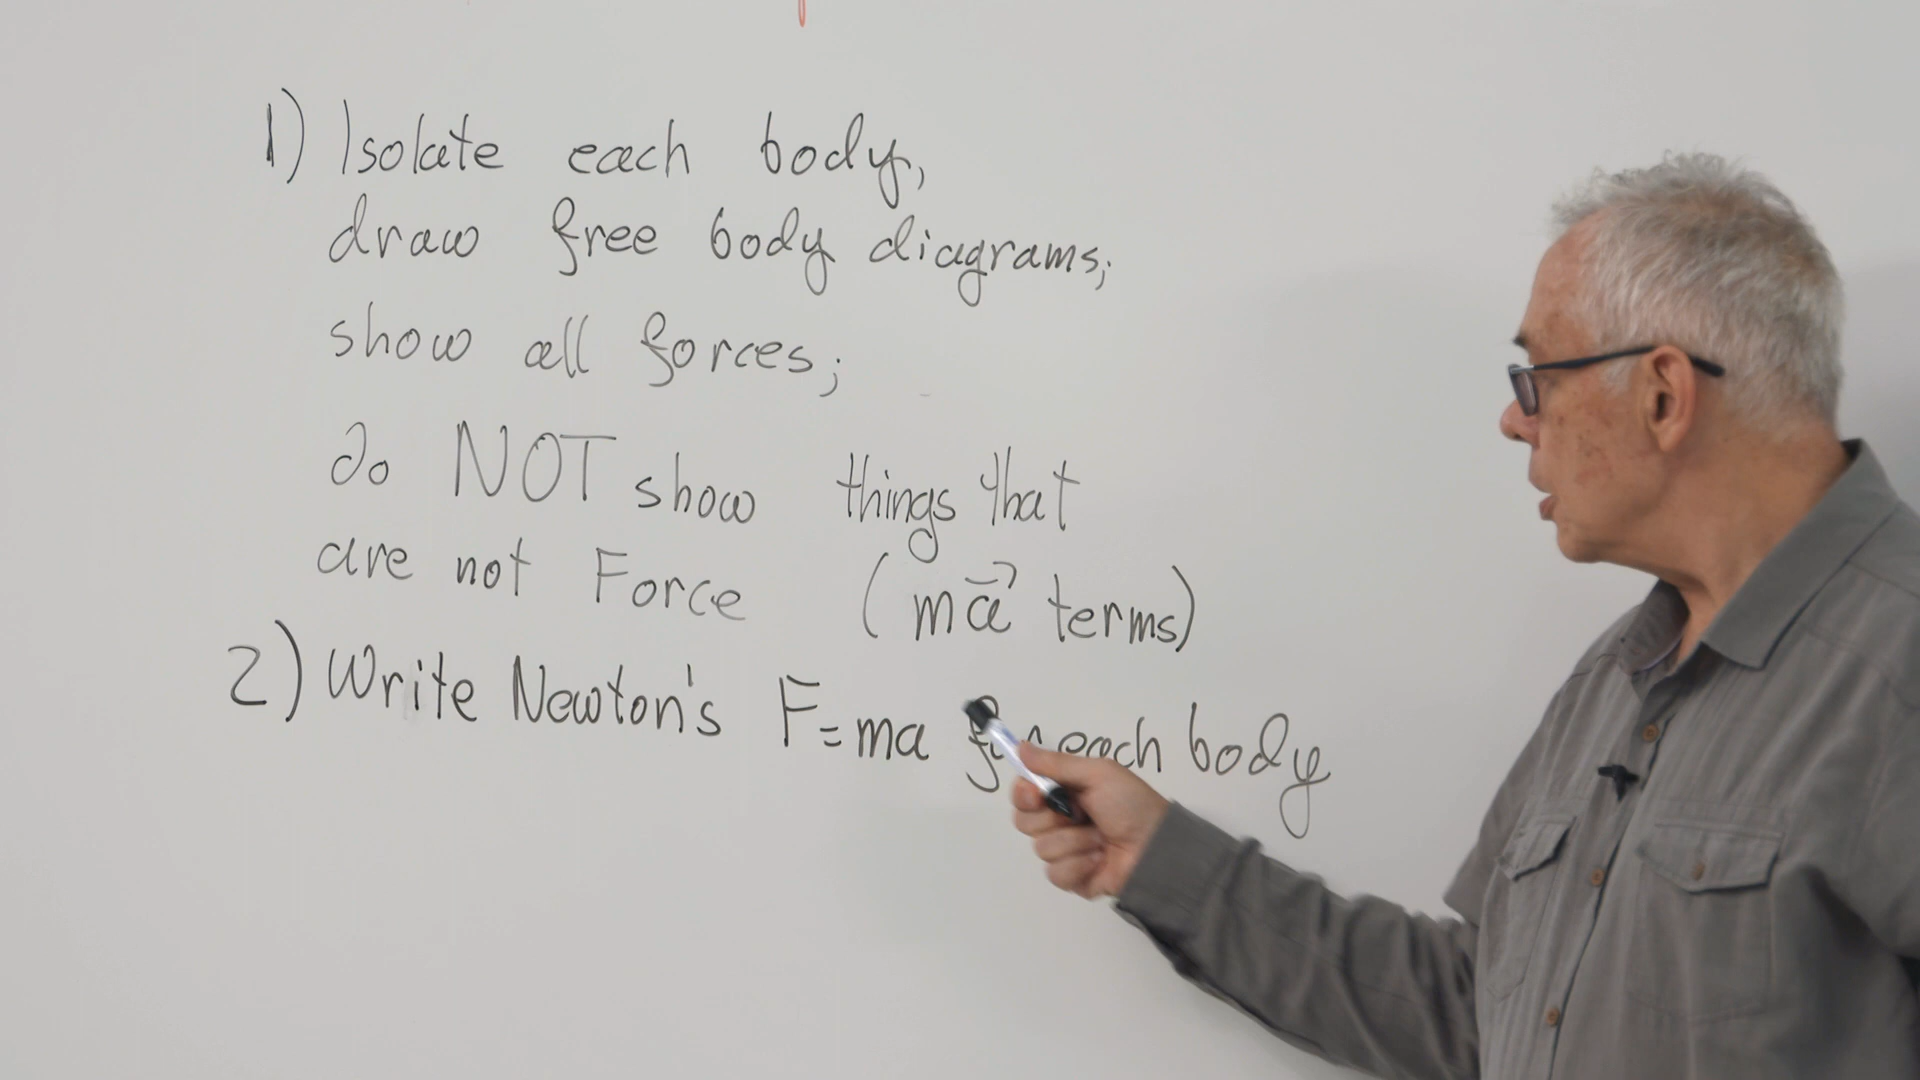 1) Isolate each body,
draw free body diagrams;
show all forces;
do NOT show things that
are not Force (ma⃗ terms)
2) Write Newton's F=ma for each body